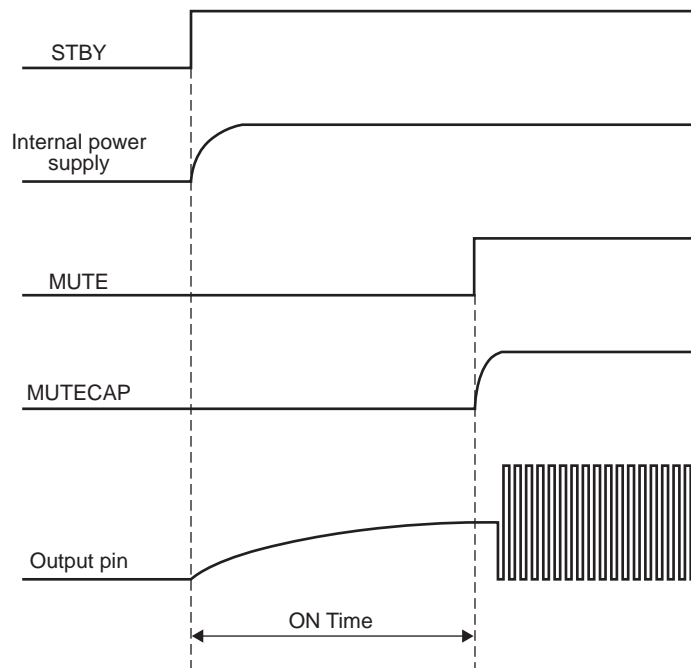 STBY
Internal power
supply
MUTE
MUTECAP
Output pin
ON Time